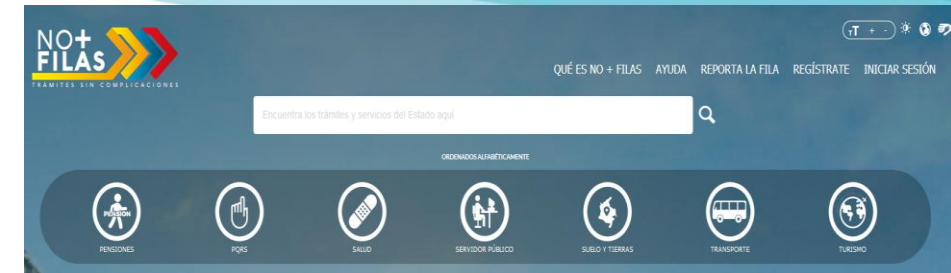 NO+
FILAS
TRÁMITES SIN COMPLICACIONES
TT + -
QUÉ ES NO + FILAS AYUDA REPORTA LA FILA REGÍSTRATE INICIAR SESIÓN
Encuentra los trámites y servicios del Estado aquí
ORDENADOS ALFABÉTICAMENTE
PENSIÓN
PENSIONES PQRS SALUD SERVIDOR PÚBLICO SUELO Y TIERRAS TRANSPORTE TURISMO